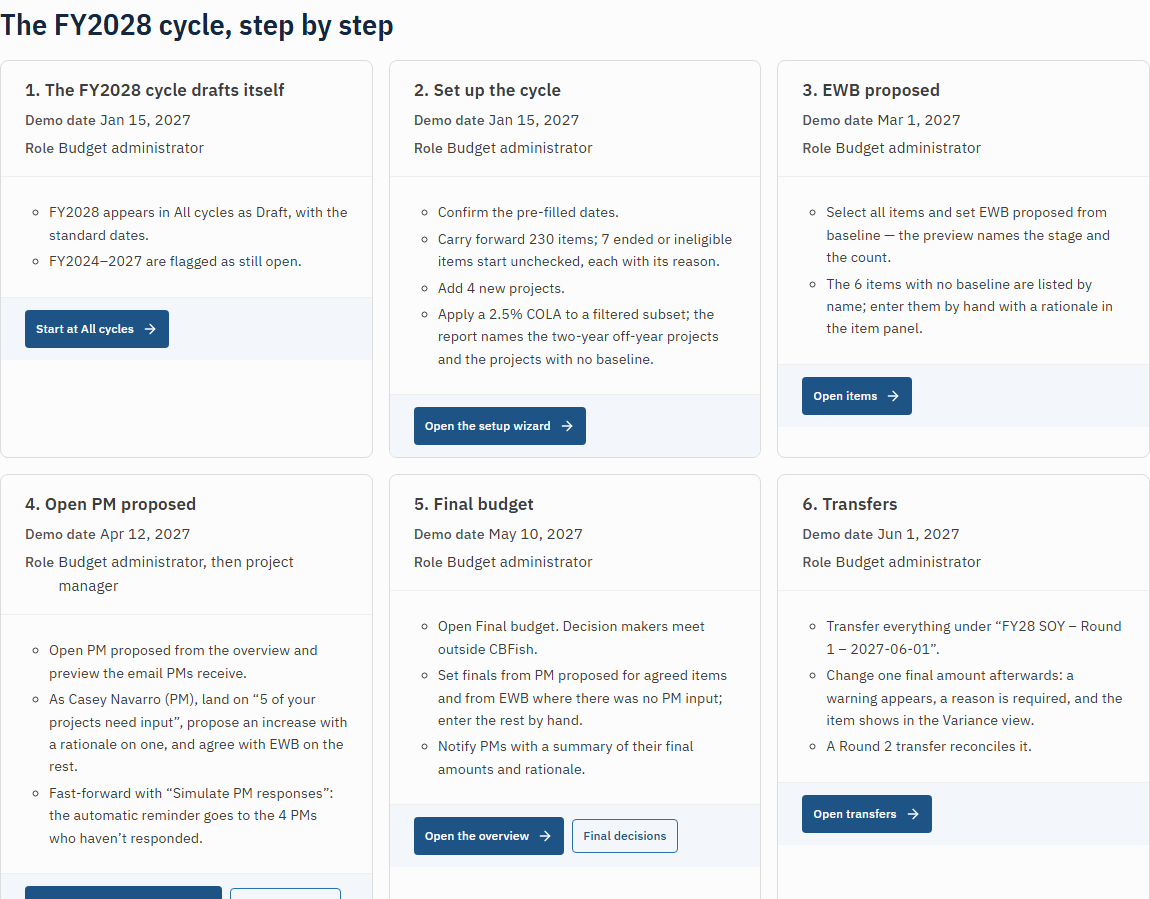 The FY2028 cycle, step by step
1. The FY2028 cycle drafts itself
Demo date Jan 15, 2027
Role Budget administrator
FY2028 appears in All cycles as Draft, with the
standard dates.
FY2024–2027 are flagged as still open.
Start at All cycles
2. Set up the cycle
Demo date Jan 15, 2027
Role Budget administrator
Confirm the pre-filled dates.
Carry forward 230 items; 7 ended or ineligible
items start unchecked, each with its reason.
Add 4 new projects.
Apply a 2.5% COLA to a filtered subset; the
report names the two-year off-year projects
and the projects with no baseline.
Open the setup wizard
3. EWB proposed
Demo date Mar 1, 2027
Role Budget administrator
Select all items and set EWB proposed from
baseline — the preview names the stage and
the count.
The 6 items with no baseline are listed by
name; enter them by hand with a rationale in
the item panel.
Open items
4. Open PM proposed
Demo date Apr 12, 2027
Role Budget administrator, then project
manager
Open PM proposed from the overview and
preview the email PMs receive.
As Casey Navarro (PM), land on “5 of your
projects need input”, propose an increase with
a rationale on one, and agree with EWB on the
rest.
Fast-forward with “Simulate PM responses”:
the automatic reminder goes to the 4 PMs
who haven’t responded.
5. Final budget
Demo date May 10, 2027
Role Budget administrator
Open Final budget. Decision makers meet
outside CBFish.
Set finals from PM proposed for agreed items
and from EWB where there was no PM input;
enter the rest by hand.
Notify PMs with a summary of their final
amounts and rationale.
Open the overview
Final decisions
6. Transfers
Demo date Jun 1, 2027
Role Budget administrator
Transfer everything under “FY28 SOY – Round
1 – 2027-06-01”.
Change one final amount afterwards: a
warning appears, a reason is required, and the
item shows in the Variance view.
A Round 2 transfer reconciles it.
Open transfers